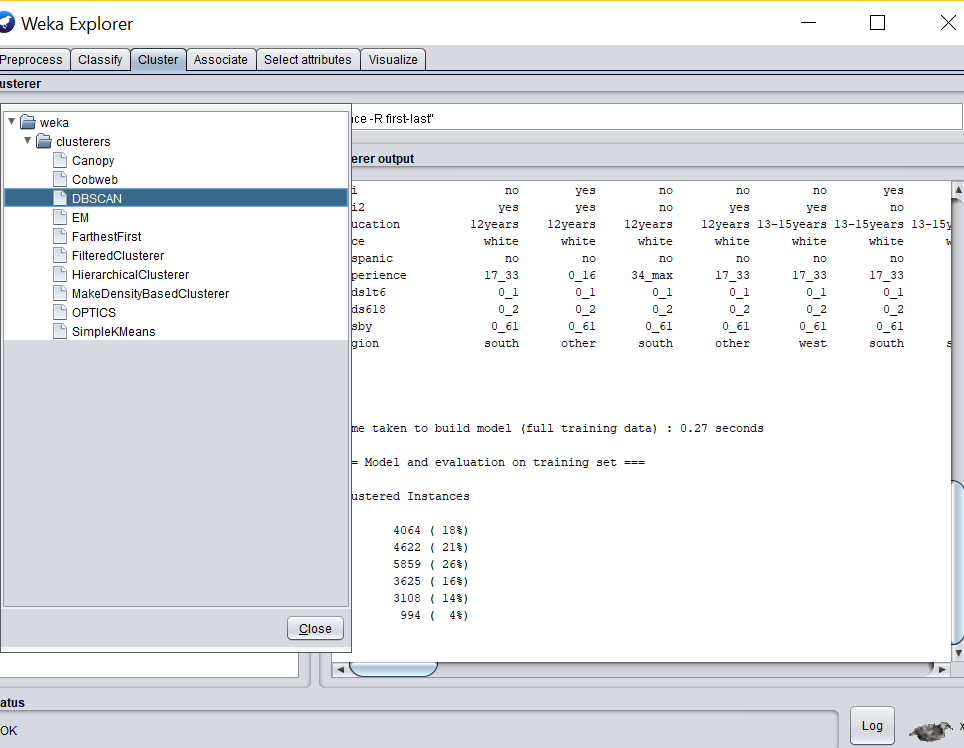 Weka Explorer
Preprocess Classify Cluster Associate Select attributes Visualize
usterer
nce -R first-last"
weka
clusterers
Canopy
Cobweb
DBSCAN
EM
FarthestFirst
FilteredClusterer
HierarchicalClusterer
MakeDensityBasedClusterer
OPTICS
SimpleKMeans
Close
erer output
i no yes no no no yes
i2 yes yes no yes yes no
ucation 12years 12years 12years 12years 13-15years 13-15years 13-15y
ce white white white white white white w
spanic no no no no no no
perience 17_33 0_16 34_max 17_33 17_33 17_33
dslt6 0_1 0_1 0_1 0_1 0_1 0_1
ds618 0_2 0_2 0_2 0_2 0_2 0_2
sby 0_61 0_61 0_61 0_61 0_61 0_61
gion south other south other west south s
me taken to build model (full training data) : 0.27 seconds
= Model and evaluation on training set ===
ustered Instances
4064 ( 18%)
4622 ( 21%)
5859 ( 26%)
3625 ( 16%)
3108 ( 14%)
994 ( 4%)
atus
OK
Log
x